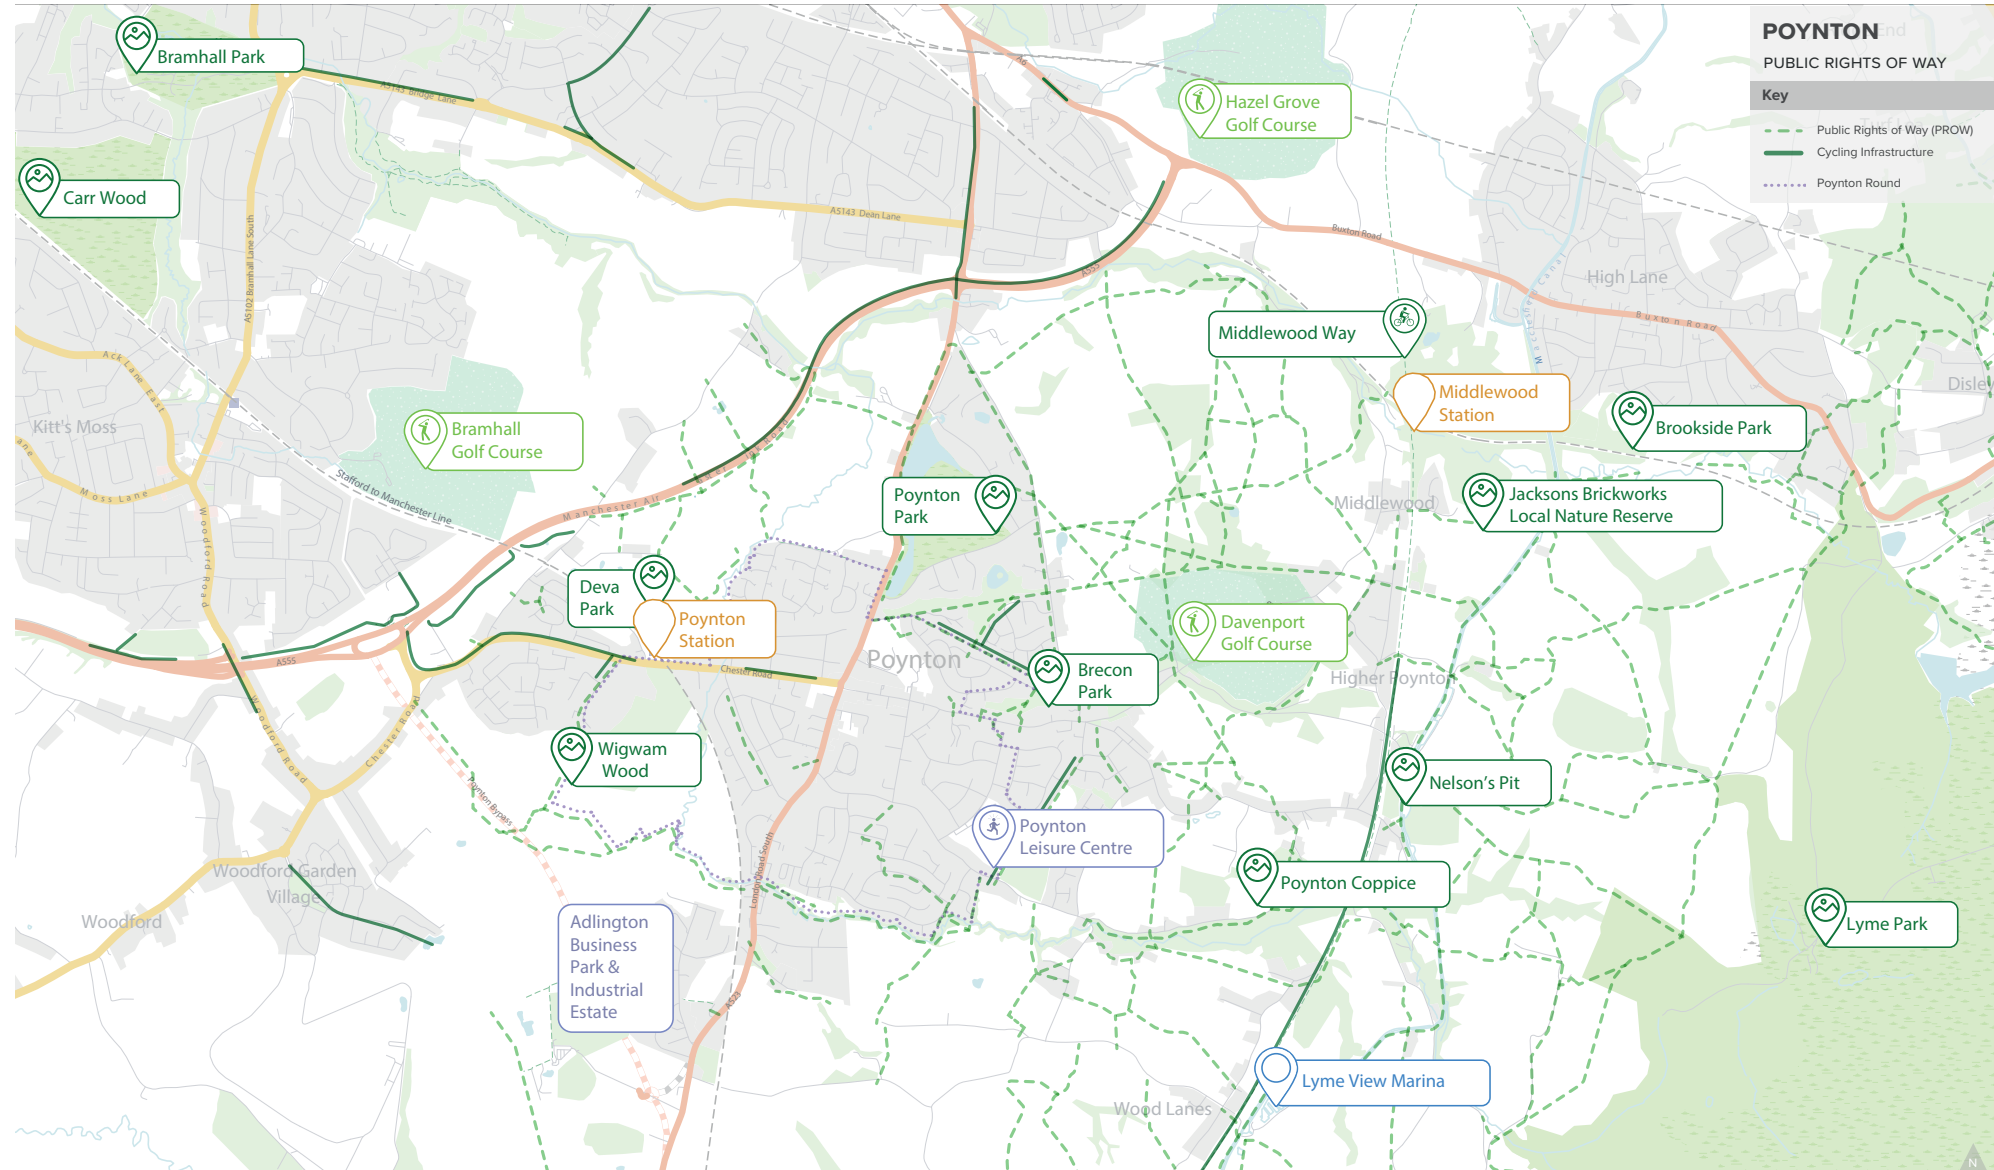 POYNTON
End
PUBLIC RIGHTS OF WAY
Key
Public Rights of Way (PROW)
Cycling Infrastructure
Poynton Round
Bramhall Park
A5143 Bridge Lane
A6
Hazel Grove
Golf Course
Carr Wood
A5102 Bramhall Lane South
A5143 Dean Lane
Buxton Road
A555
High Lane
Macclesfield Canal
Buxton Road
Middlewood Way
Ack Lane East
Middlewood
Station
Disley
Kitt's Moss
Bramhall
Golf Course
Brookside Park
Moss Lane
Stafford to Manchester Line
Manchester Air
Poynton
Park
Middlewood
Jacksons Brickworks
Local Nature Reserve
Woodford Road
Deva
Park
Poynton
Station
Davenport
Golf Course
A555
Poynton
Chester Road
Brecon
Park
Higher Poynton
Woodford Road
Chester Road
Wigwam
Wood
Poynton Bypass
Nelson's Pit
Poynton
Leisure Centre
London Road South
Woodford Garden
Village
Poynton Coppice
Woodford
Adlington
Business
Park &
Industrial
Estate
Lyme Park
A523
Lyme View Marina
Wood Lanes
N